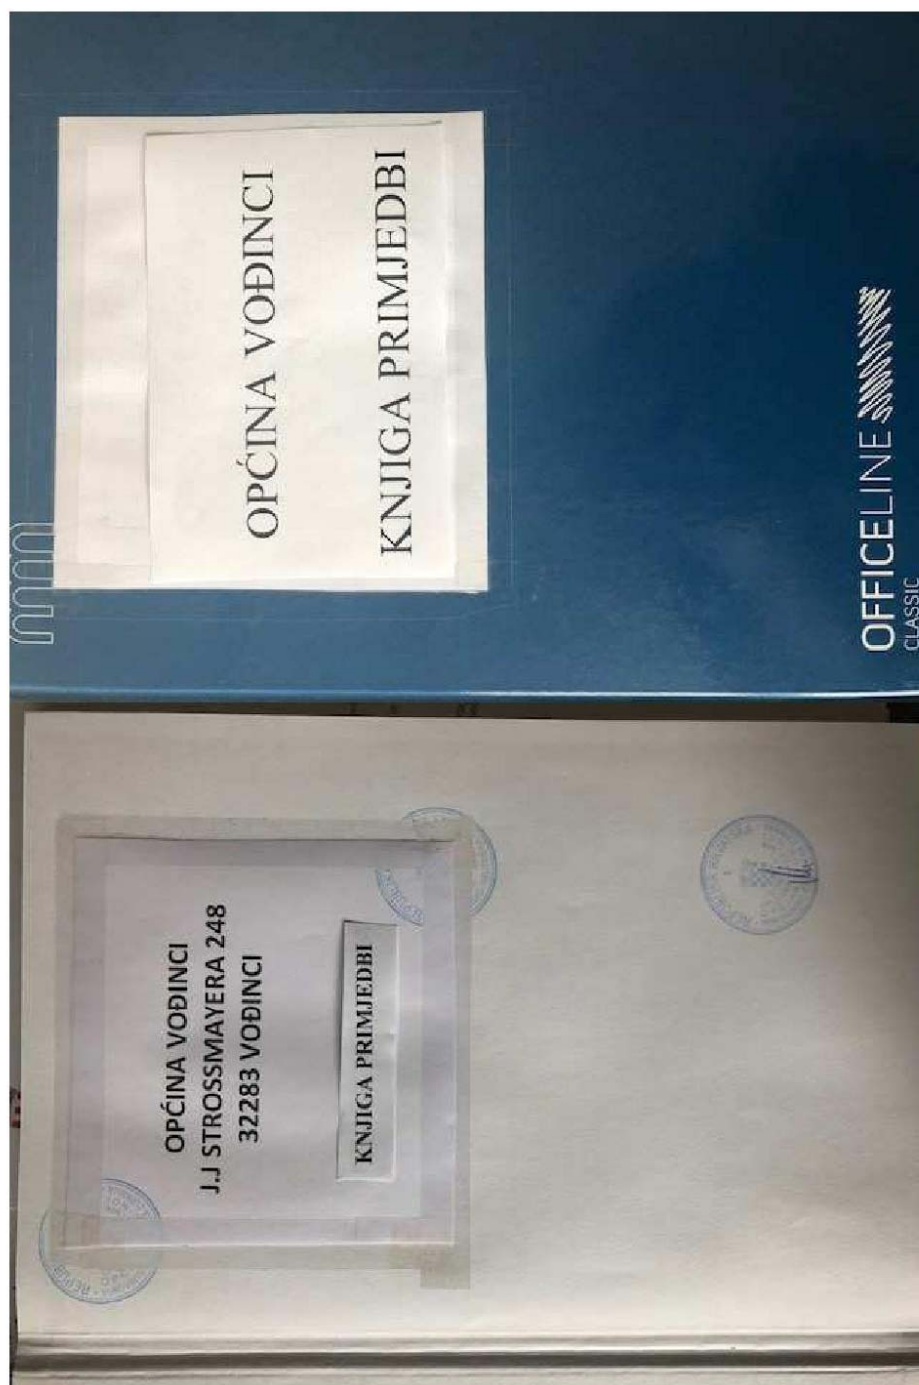 OPĆINA VOĐINCI
KNJIGA PRIMJEDBI
OFFICELINE
CLASSIC
OPĆINA VOĐINCI
J.J STROSSMAYERA 248
32283 VOĐINCI
KNJIGA PRIMJEDBI